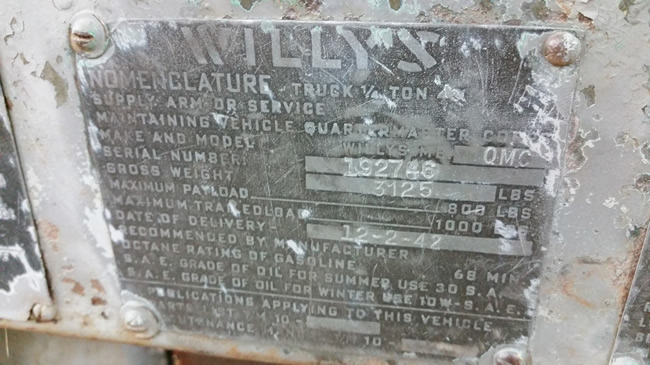 WILLYS
NOMENCLATURE TRUCK 1/4 TON 4X4
SUPPLY ARM OR SERVICE
MAINTAINING VEHICLE QUARTERMASTER CORPS
MAKE AND MODEL WILLYS QMC
SERIAL NUMBER 192746
GROSS WEIGHT 3125 LBS
MAXIMUM PAYLOAD 800 LBS
MAXIMUM TRAILED LOAD 1000 LBS
DATE OF DELIVERY 12-2-42
RECOMMENDED BY MANUFACTURER
OCTANE RATING OF GASOLINE 68 MIN
S.A.E. GRADE OF OIL FOR SUMMER USE 30 S.A.
S.A.E. GRADE OF OIL FOR WINTER USE 10W-S.A.E.
PUBLICATIONS APPLYING TO THIS VEHICLE
PARTS LIST 10-
10-